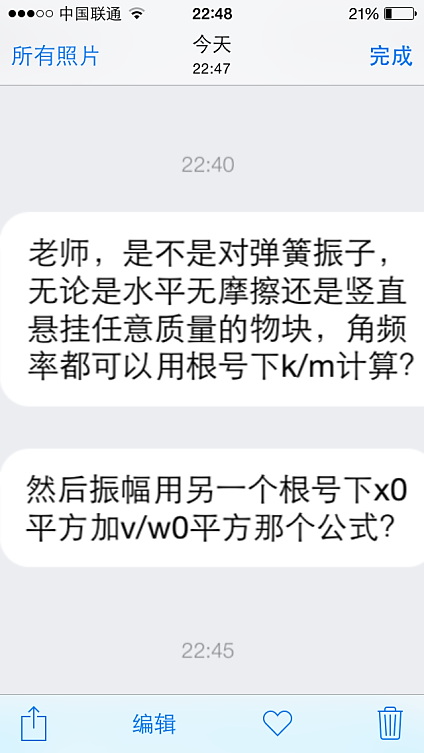 中国联通 22:48 21%
所有照片 今天 完成
22:47
22:40
老师，是不是对弹簧振子，
无论是水平无摩擦还是竖直
悬挂任意质量的物块，角频
率都可以用根号下k/m计算?
然后振幅用另一个根号下x0
平方加v/w0平方那个公式?
22:45
编辑